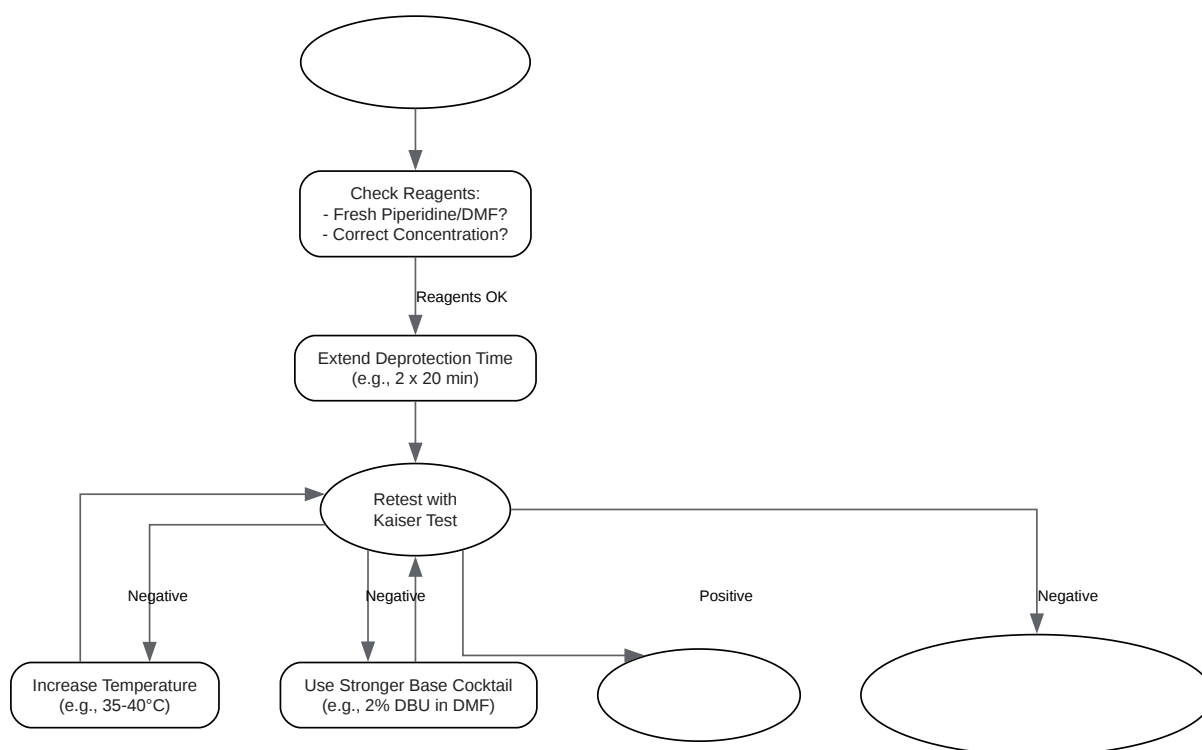 Check Reagents:
- Fresh Piperidine/DMF?
- Correct Concentration?
Reagents OK
Extend Deprotection Time
(e.g., 2 x 20 min)
Retest with
Kaiser Test
Negative
Negative
Positive
Negative
Increase Temperature
(e.g., 35-40°C)
Use Stronger Base Cocktail
(e.g., 2% DBU in DMF)